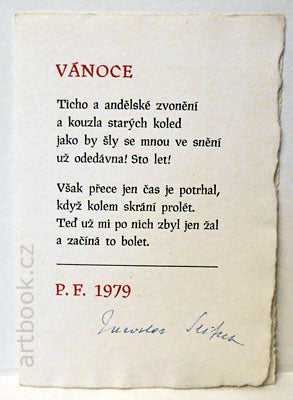 VÁNOCE
Ticho a andělské zvonění
a kouzla starých koled
jako by šly se mnou ve snění
už odedávna! Sto let!
Však přece jen čas je potrhal,
když kolem skrání prolét.
Teď už mi po nich zbyl jen žal
a začíná to bolet.
P. F. 1979
Jaroslav Seifert
artbook.cz